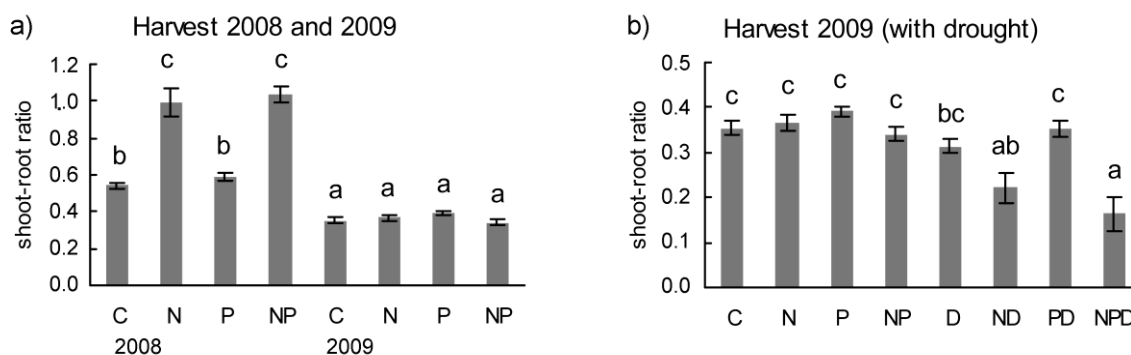 a) Harvest 2008 and 2009
shoot-root ratio
1.2
1.0
0.8
0.6
0.4
0.2
0.0
b c b c a a a a
C N P NP C N P NP
2008 2009
b) Harvest 2009 (with drought)
shoot-root ratio
0.5
0.4
0.3
0.2
0.1
0.0
c c c c bc ab c a
C N P NP D ND PD NPD